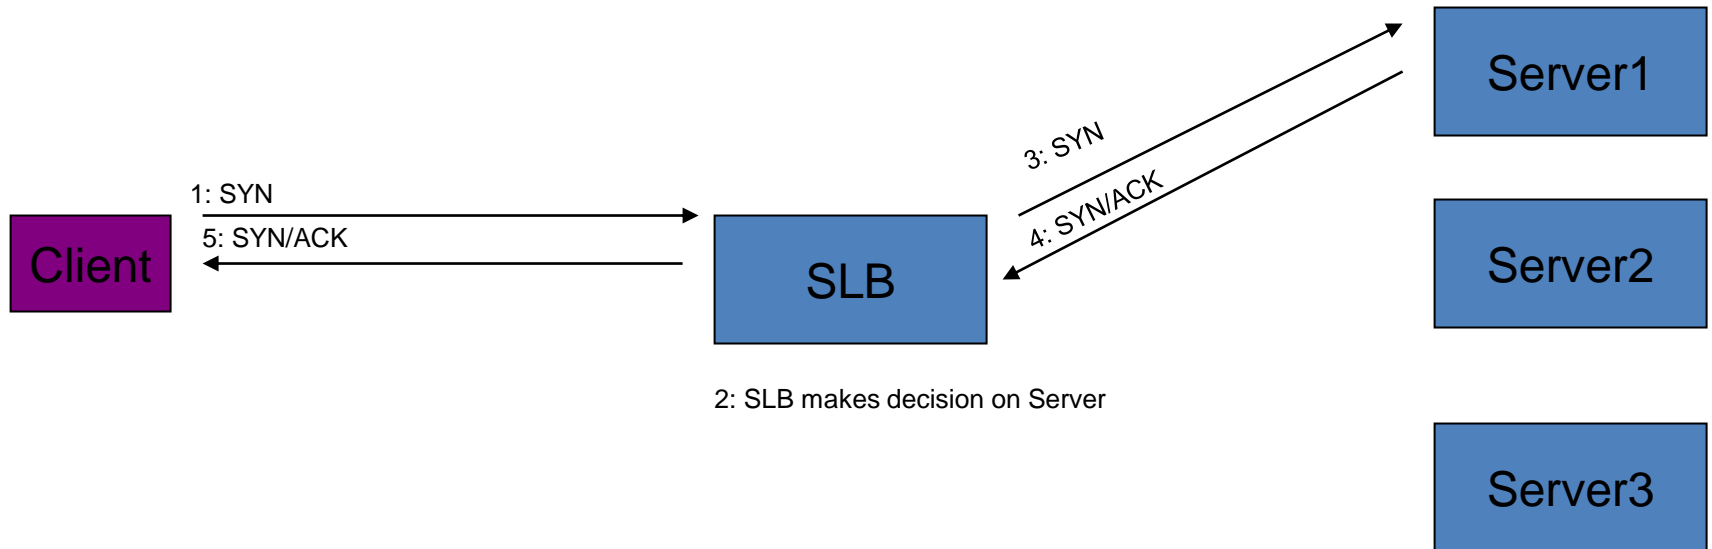 Server1
3: SYN
4: SYN/ACK
1: SYN
5: SYN/ACK
Client
SLB
Server2
2: SLB makes decision on Server
Server3